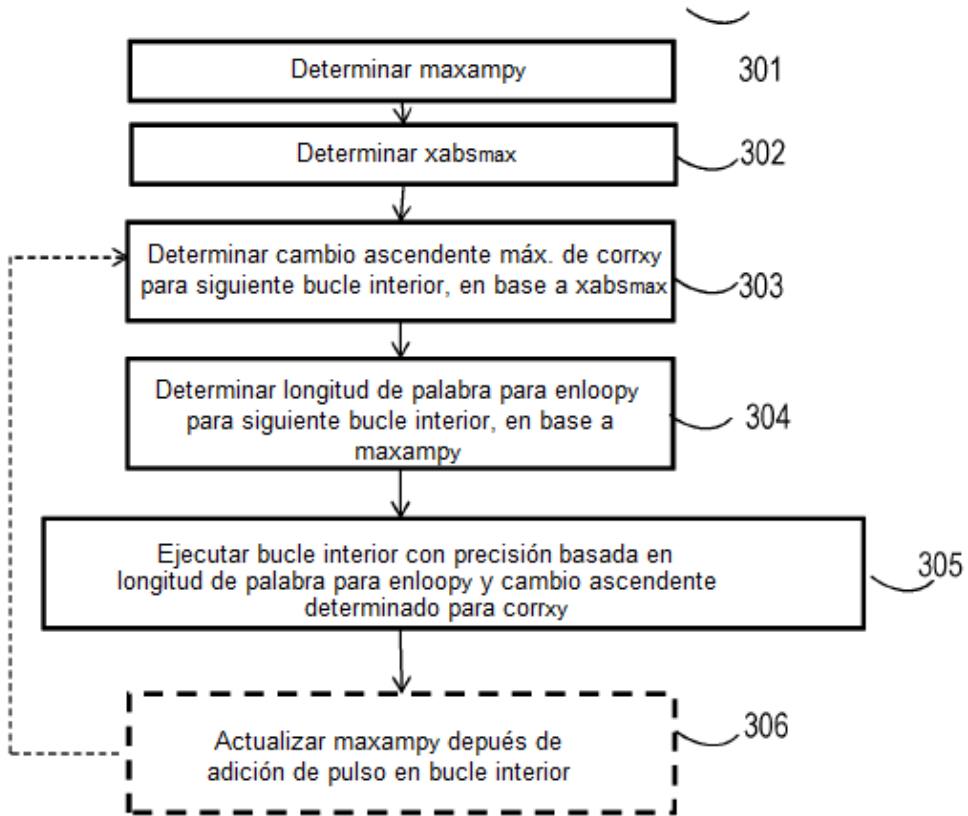 Determinar maxampy
301
Determinar xabsmax
302
Determinar cambio ascendente máx. de corrxy
para siguiente bucle interior, en base a xabsmax
303
Determinar longitud de palabra para enloopy
para siguiente bucle interior, en base a
maxampy
304
Ejecutar bucle interior con precisión basada en
longitud de palabra para enloopy y cambio ascendente
determinado para corrxy
305
Actualizar maxampy depués de
adición de pulso en bucle interior
306